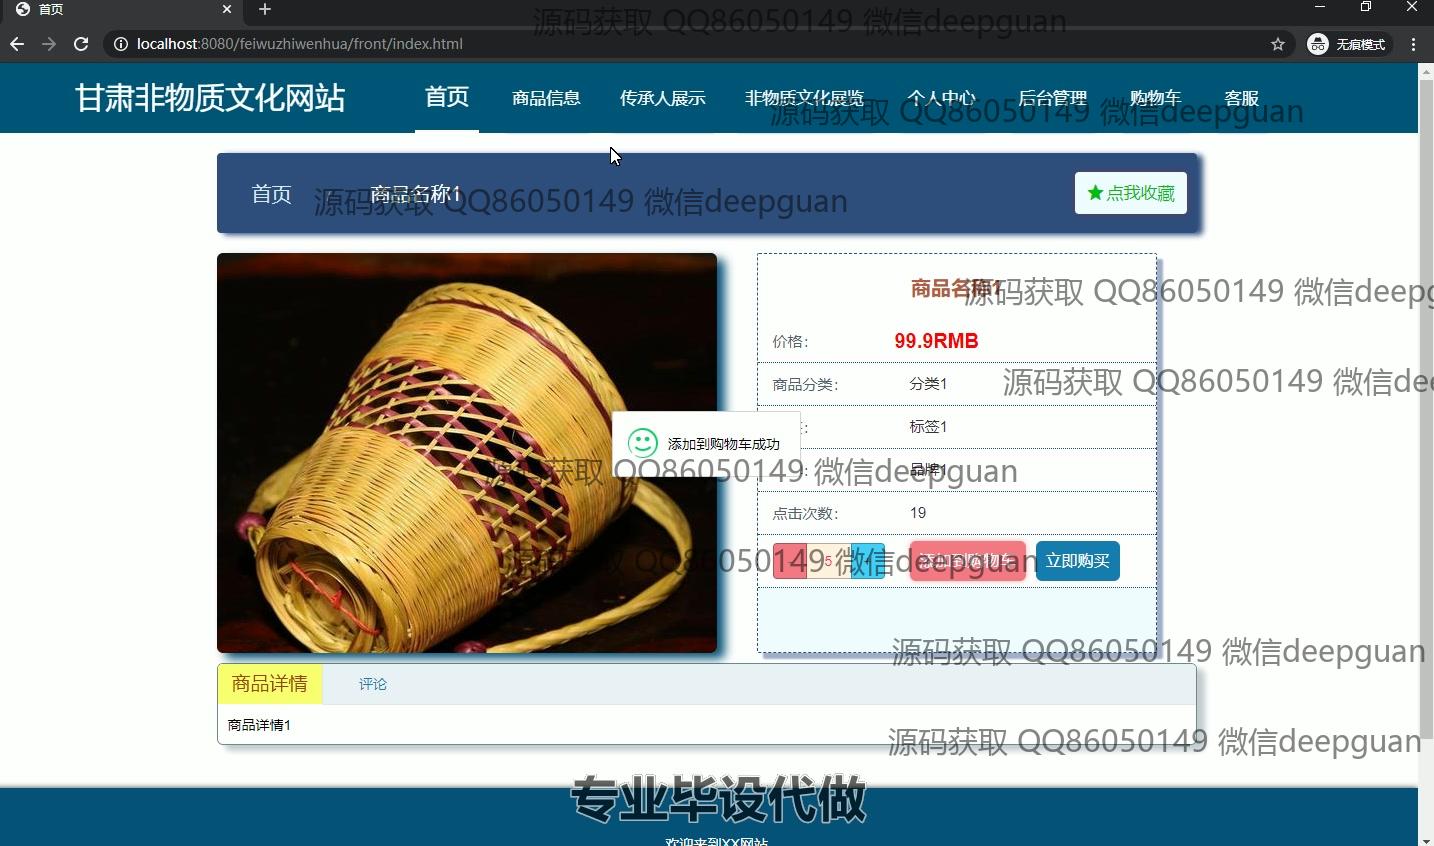 首页
localhost:8080/feiwuzhiwenhua/front/index.html
无痕模式
源码获取 QQ86050149 微信deepguan
甘肃非物质文化网站
首页 商品信息 传承人展示 非物质文化展览 个人中心 后台管理 购物车 客服
源码获取 QQ86050149 微信deepguan
首页 商品名称1
源码获取 QQ86050149 微信deepguan
★点我收藏
商品名称1
源码获取 QQ86050149 微信deepg
价格: 99.9RMB
商品分类: 分类1
源码获取 QQ86050149 微信dee
: 标签1
添加到购物车成功
: 品牌1
源码获取 QQ86050149 微信deepguan
点击次数: 19
5 添加到购物车 立即购买
源码获取 QQ86050149 微信deepguan
源码获取 QQ86050149 微信deepguan
商品详情 评论
商品详情1
源码获取 QQ86050149 微信deepguan
专业毕设代做
欢迎来到XX网站